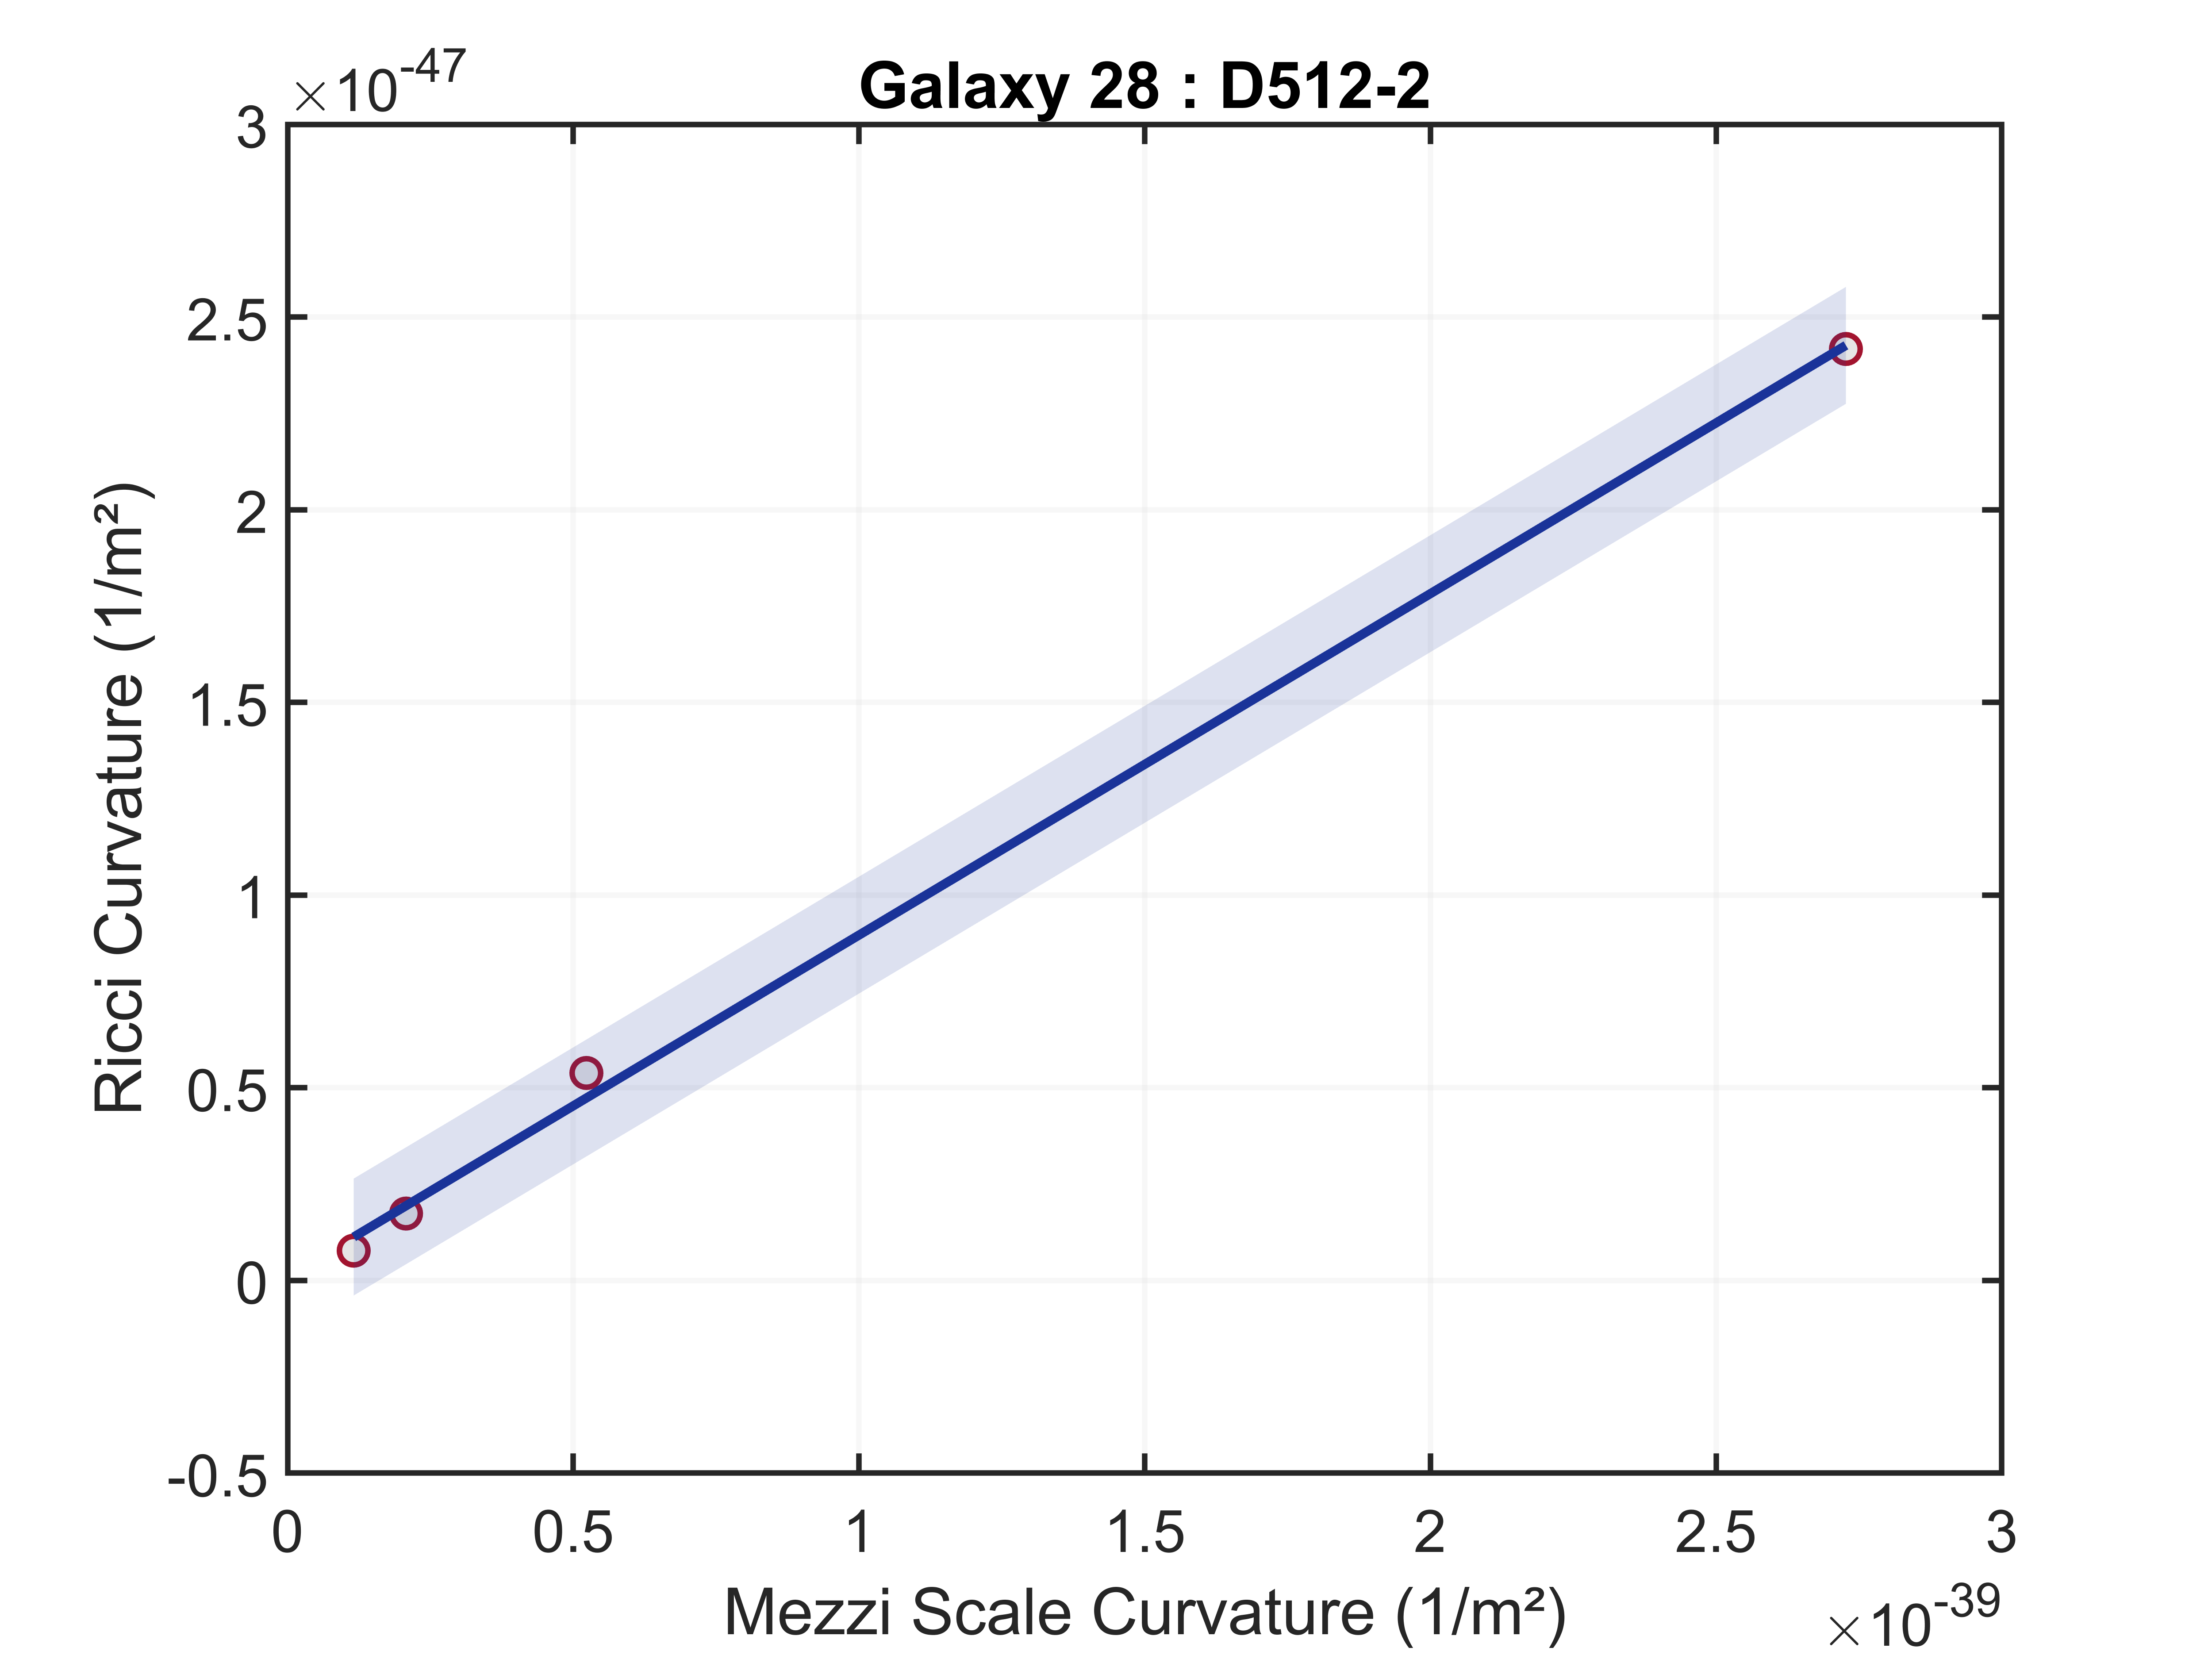 ×10⁻⁴⁷
Galaxy 28 : D512-2
3
2.5
2
1.5
1
0.5
0
-0.5
Ricci Curvature (1/m²)
0 0.5 1 1.5 2 2.5 3
Mezzi Scale Curvature (1/m²)
×10⁻³⁹